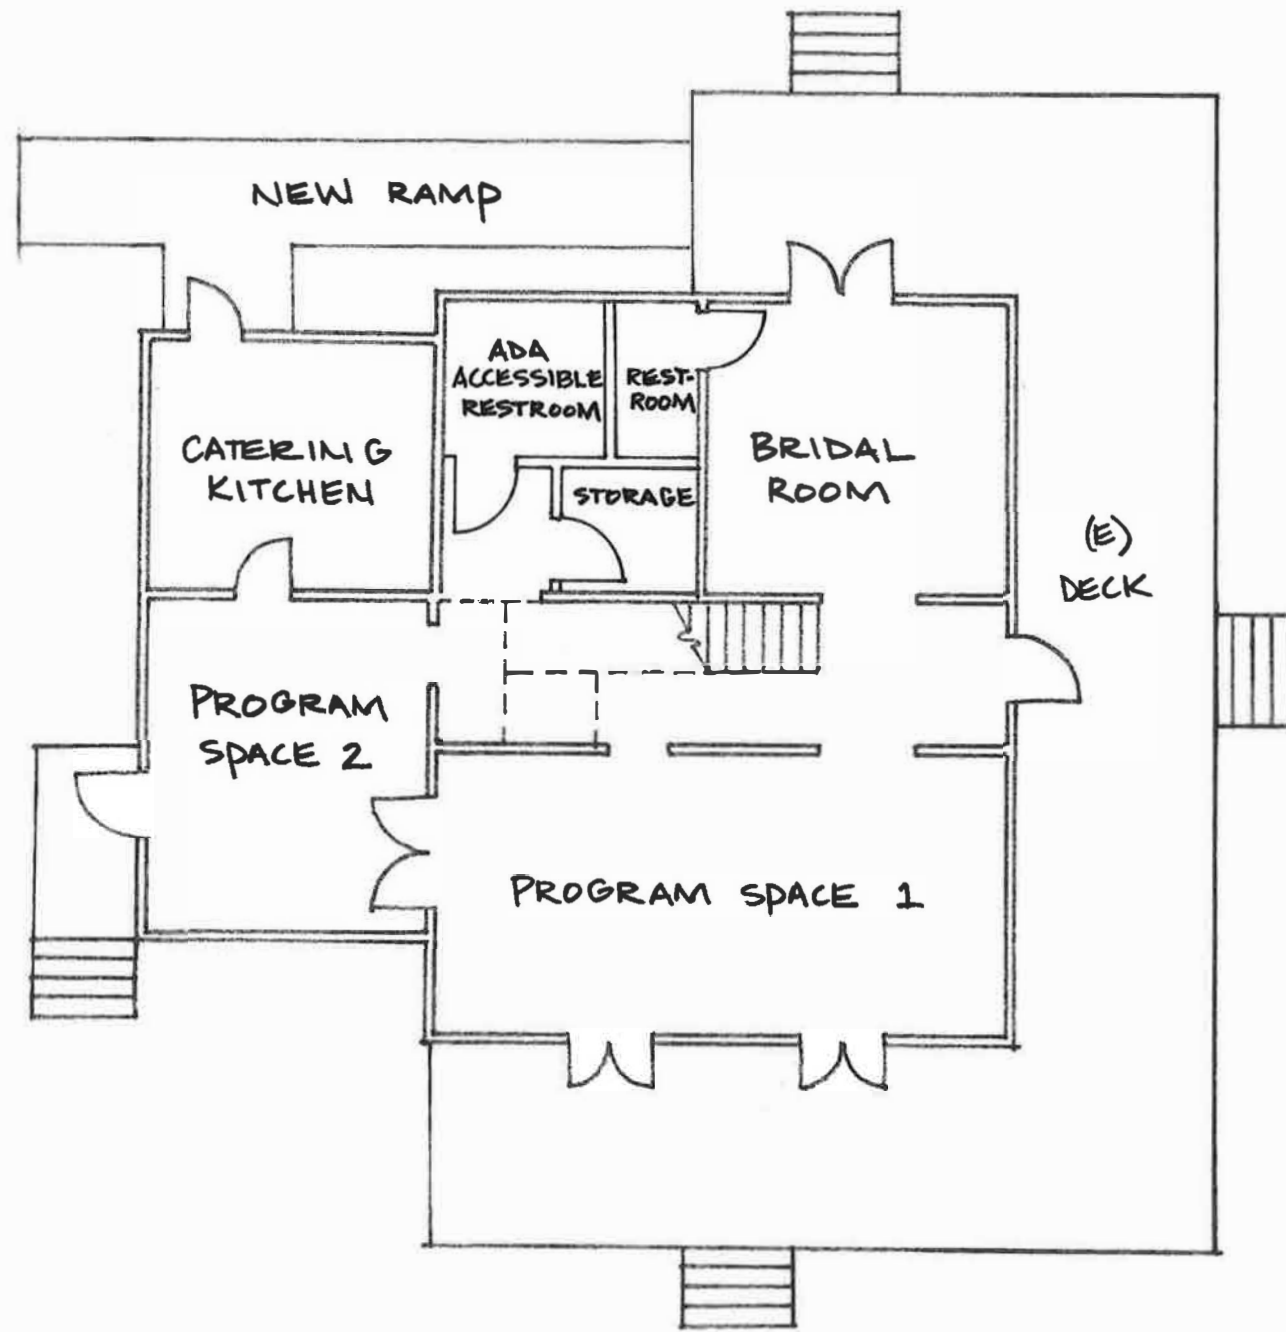 NEW RAMP
ADA
ACCESSIBLE
RESTROOM
REST-
ROOM
CATERING
KITCHEN
BRIDAL
ROOM
STORAGE
(E)
DECK
PROGRAM
SPACE 2
PROGRAM SPACE 1